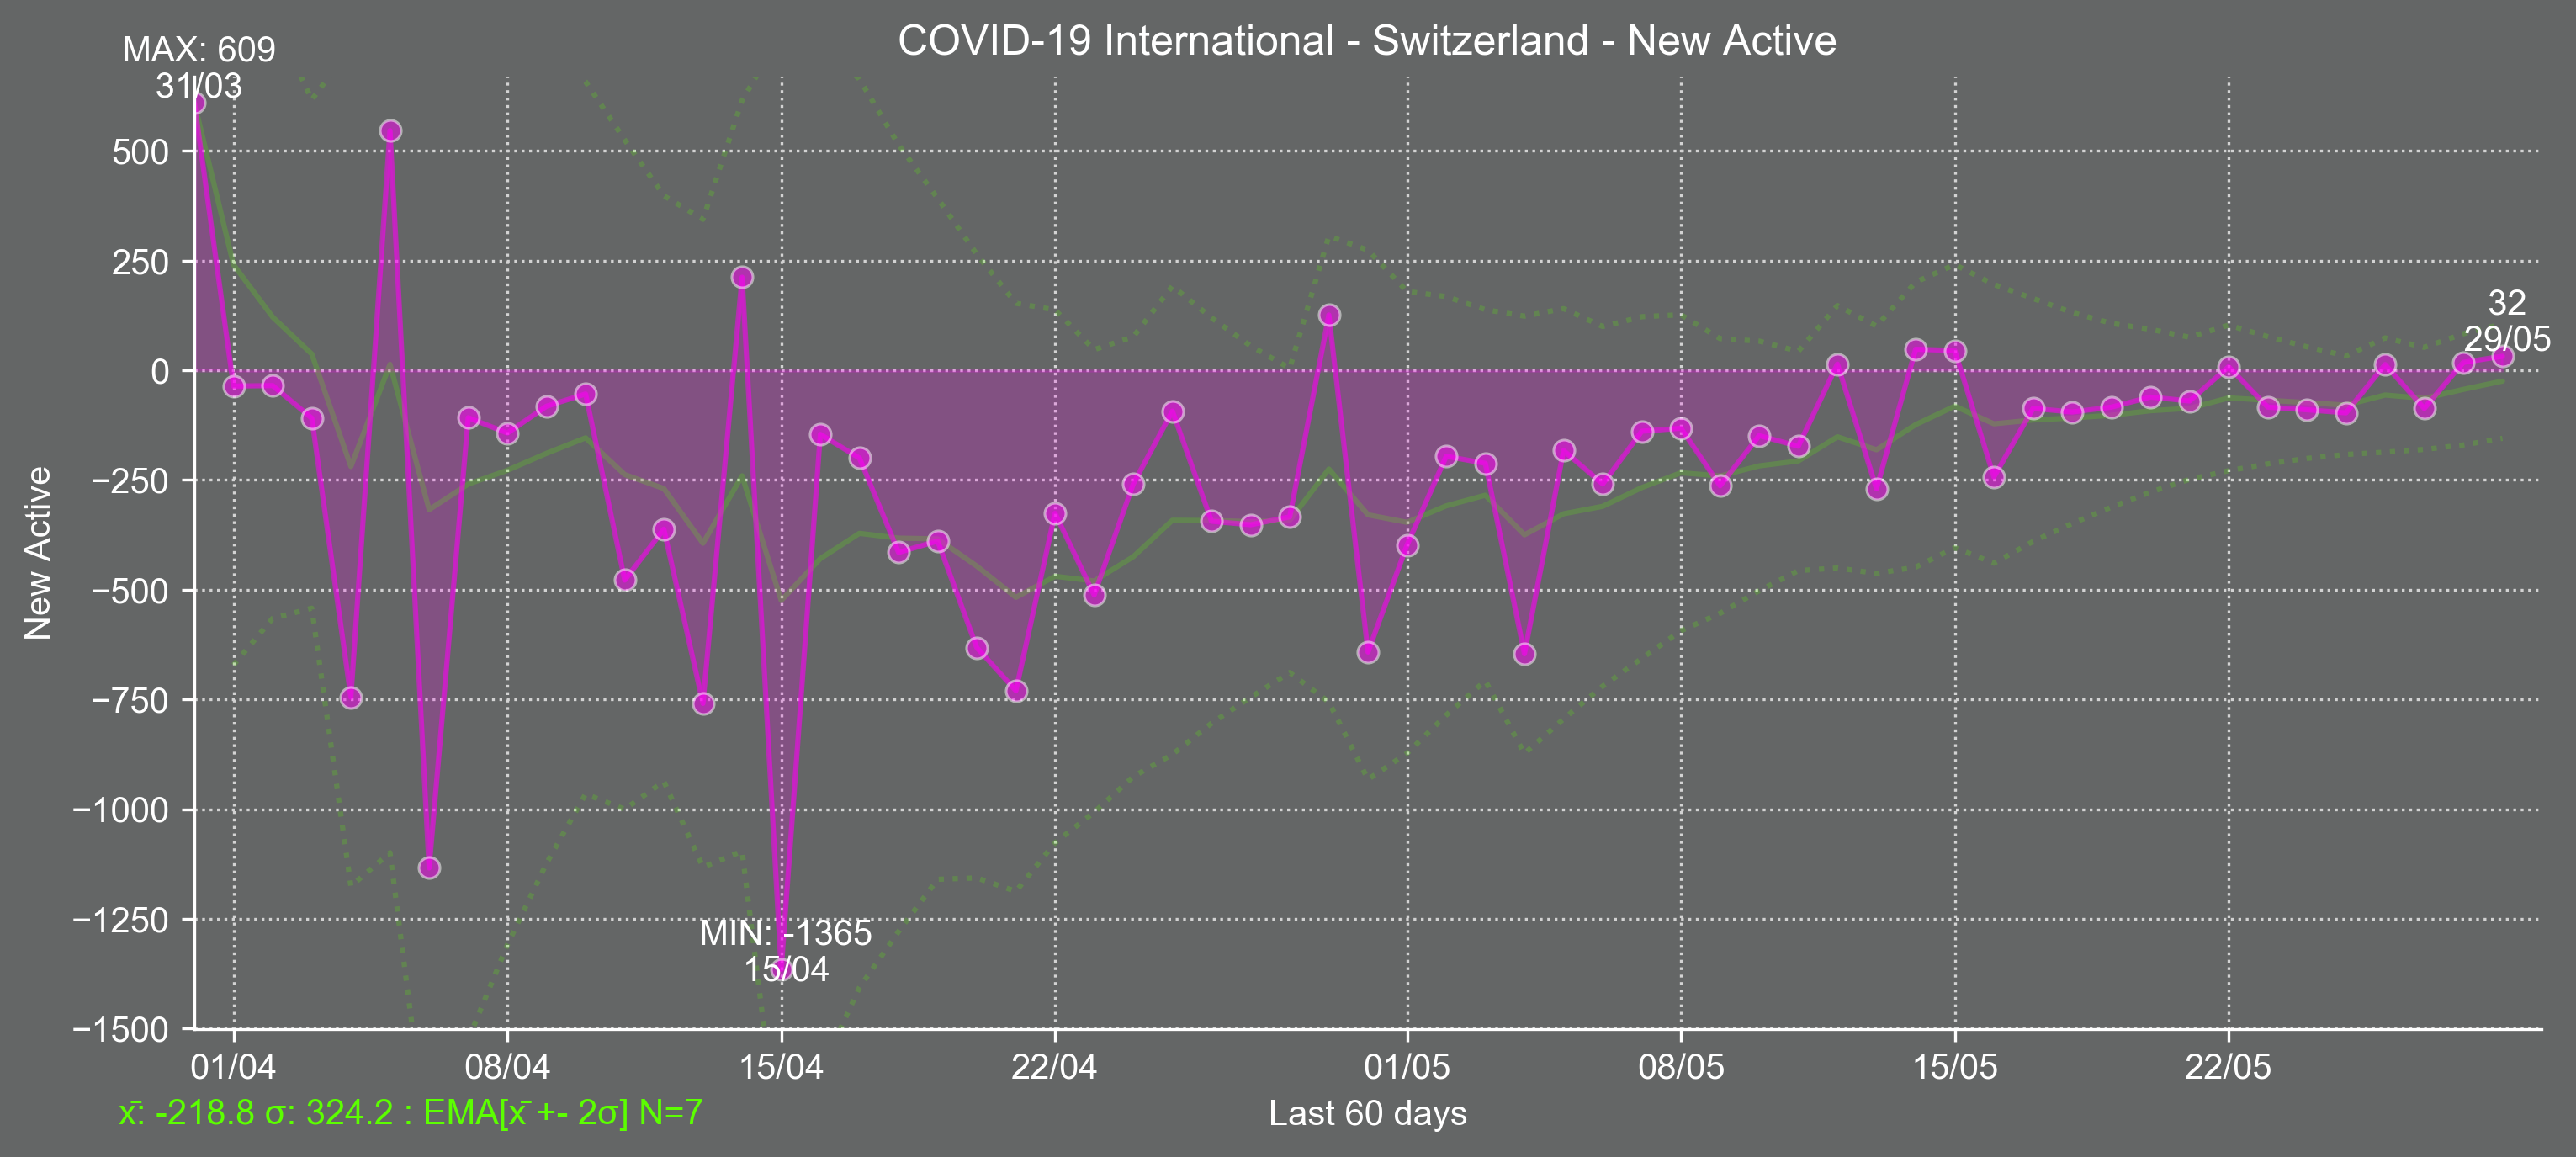 COVID-19 International - Switzerland - New Active
MAX: 609
31/03
500
250
0
−250
−500
−750
−1000
−1250
−1500
New Active
32
29/05
MIN: -1365
15/04
01/04 08/04 15/04 22/04 01/05 08/05 15/05 22/05
x̄: -218.8 σ: 324.2 : EMA[x̄ +- 2σ] N=7
Last 60 days